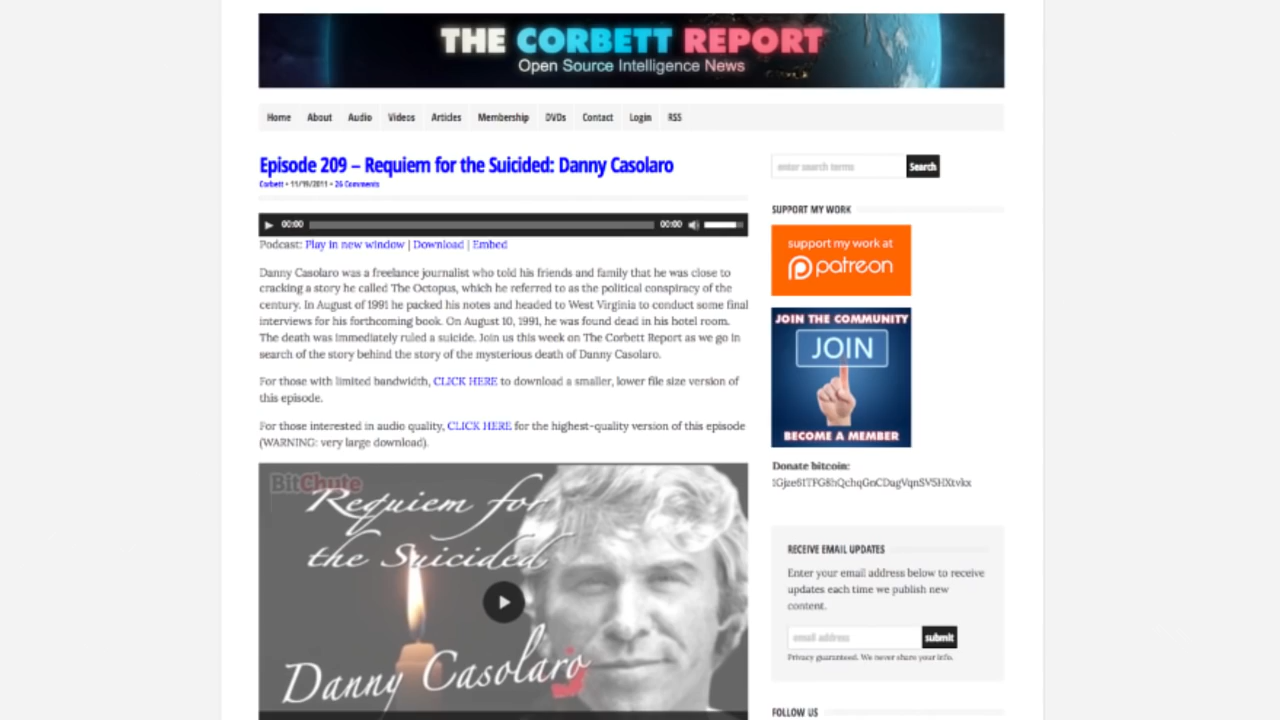 THE CORBETT REPORT
Open Source Intelligence News
Home About Audio Videos Articles Membership DVDs Contact Login RSS
Episode 209 – Requiem for the Suicided: Danny Casolaro
Corbett • 11/19/2011 • 26 Comments
00:00 00:00
Podcast: Play in new window | Download | Embed
Danny Casolaro was a freelance journalist who told his friends and family that he was close to
cracking a story he called The Octopus, which he referred to as the political conspiracy of the
century. In August of 1991 he packed his notes and headed to West Virginia to conduct some final
interviews for his forthcoming book. On August 10, 1991, he was found dead in his hotel room.
The death was immediately ruled a suicide. Join us this week on The Corbett Report as we go in
search of the story behind the story of the mysterious death of Danny Casolaro.
For those with limited bandwidth, CLICK HERE to download a smaller, lower file size version of
this episode.
For those interested in audio quality, CLICK HERE for the highest-quality version of this episode
(WARNING: very large download).
BitChute
Requiem for
the Suicided
Danny Casolaro
enter search terms Search
SUPPORT MY WORK
support my work at
patreon
JOIN THE COMMUNITY
JOIN
BECOME A MEMBER
Donate bitcoin:
RECEIVE EMAIL UPDATES
Enter your email address below to receive
updates each time we publish new
content.
email address submit
Privacy guaranteed. We never share your info.
FOLLOW US